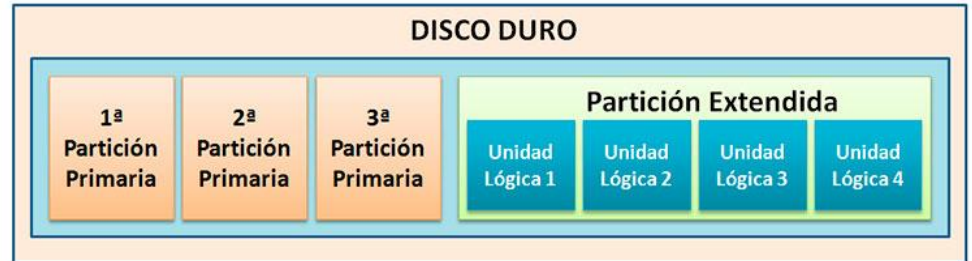 DISCO DURO
1ª
Partición
Primaria
2ª
Partición
Primaria
3ª
Partición
Primaria
Partición Extendida
Unidad
Lógica 1
Unidad
Lógica 2
Unidad
Lógica 3
Unidad
Lógica 4